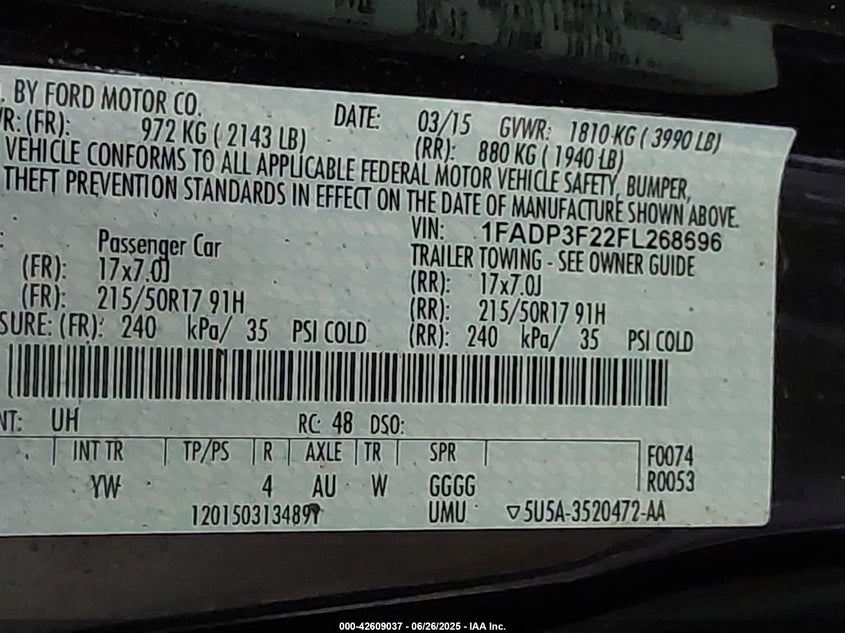 . BY FORD MOTOR CO. DATE: 03/15 GVWR: 1810 KG ( 3990 LB)
R: (FR): 972 KG ( 2143 LB) (RR): 880 KG ( 1940 LB)
VEHICLE CONFORMS TO ALL APPLICABLE FEDERAL MOTOR VEHICLE SAFETY, BUMPER,
THEFT PREVENTION STANDARDS IN EFFECT ON THE DATE OF MANUFACTURE SHOWN ABOVE.
VIN: 1FADP3F22FL268696
: Passenger Car TRAILER TOWING - SEE OWNER GUIDE
(FR): 17x7.0J (RR): 17x7.0J
(FR): 215/50R17 91H (RR): 215/50R17 91H
SURE: (FR): 240 kPa/ 35 PSI COLD (RR): 240 kPa/ 35 PSI COLD
NT: UH RC: 48 DSO:
INT TR TP/PS R AXLE TR SPR F0074
YW 4 AU W GGGG R0053
UMU ▽5U5A-3520472-AA
000-42609037 - 06/26/2025 - IAA Inc.